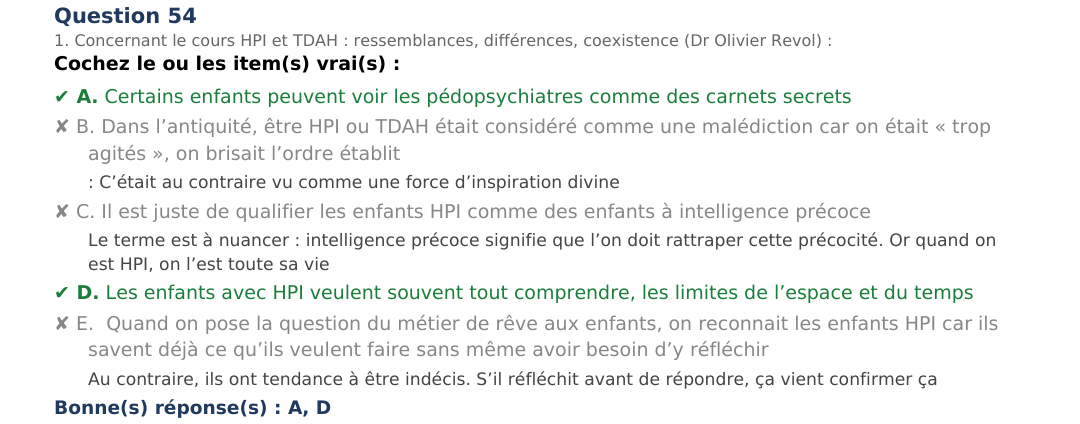 Question 54
1. Concernant le cours HPI et TDAH : ressemblances, différences, coexistence (Dr Olivier Revol) :
Cochez le ou les item(s) vrai(s) :
✔ A. Certains enfants peuvent voir les pédopsychiatres comme des carnets secrets
✘ B. Dans l’antiquité, être HPI ou TDAH était considéré comme une malédiction car on était « trop
agités », on brisait l’ordre établit
: C’était au contraire vu comme une force d’inspiration divine
✘ C. Il est juste de qualifier les enfants HPI comme des enfants à intelligence précoce
Le terme est à nuancer : intelligence précoce signifie que l’on doit rattraper cette précocité. Or quand on
est HPI, on l’est toute sa vie
✔ D. Les enfants avec HPI veulent souvent tout comprendre, les limites de l’espace et du temps
✘ E.  Quand on pose la question du métier de rêve aux enfants, on reconnait les enfants HPI car ils
savent déjà ce qu’ils veulent faire sans même avoir besoin d’y réfléchir
Au contraire, ils ont tendance à être indécis. S’il réfléchit avant de répondre, ça vient confirmer ça
Bonne(s) réponse(s) : A, D